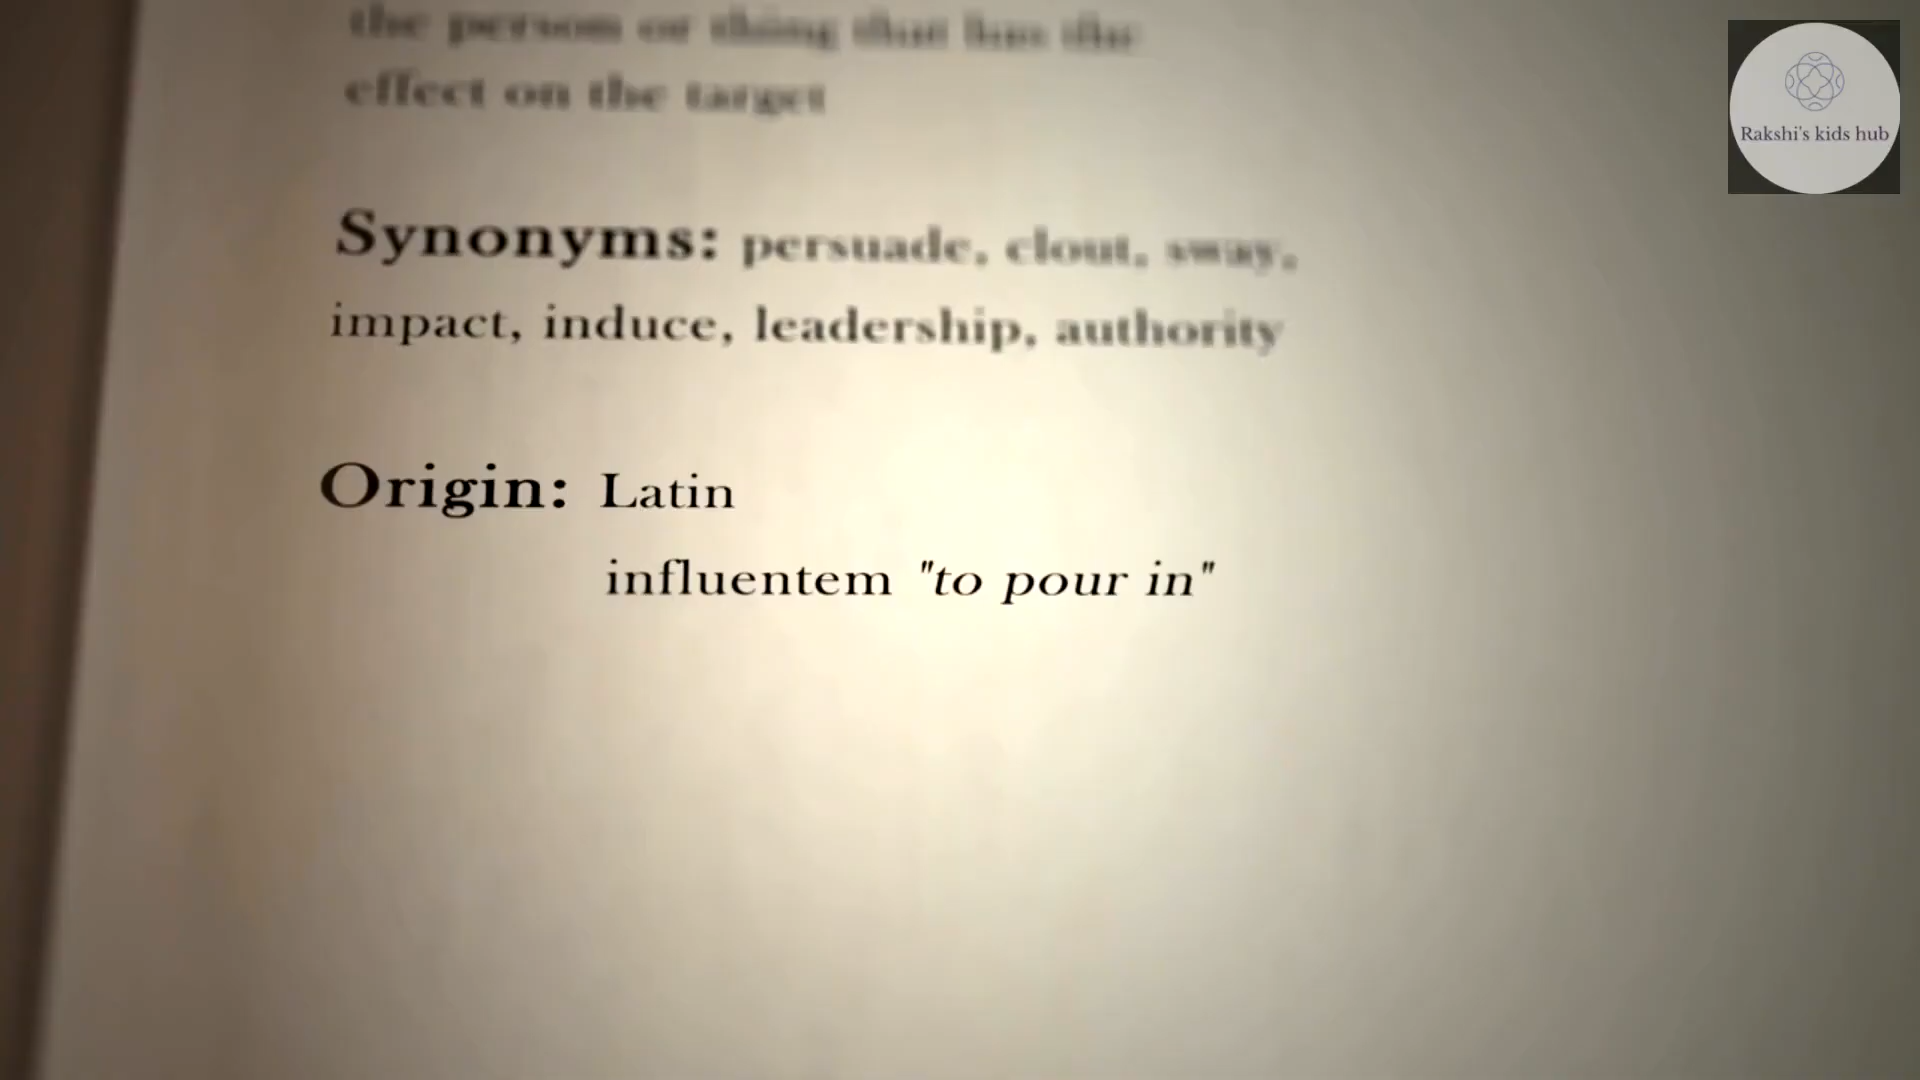 the person or thing that has the
effect on the target
Synonyms: persuade, clout, sway,
impact, induce, leadership, authority
Origin: Latin
influentem "to pour in"
Rakshi's kids hub